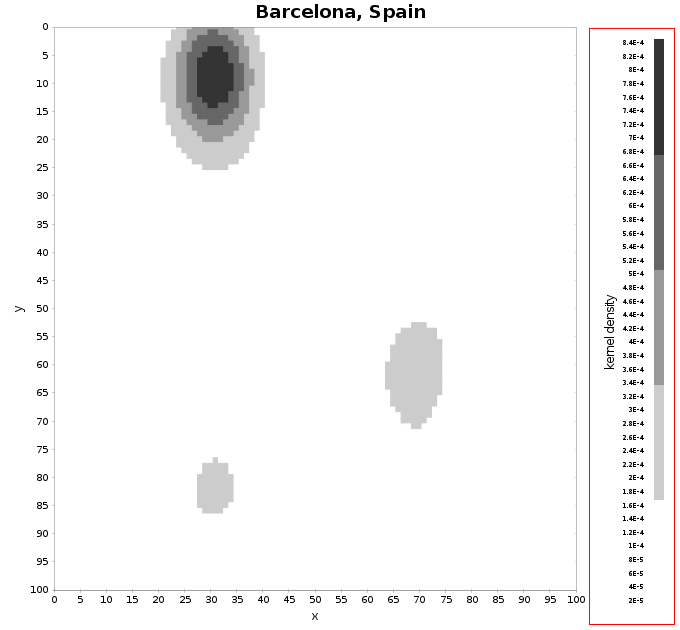 Barcelona, Spain
0
5
10
15
20
25
30
35
40
45
50
55
60
65
70
75
80
85
90
95
100
y
0 5 10 15 20 25 30 35 40 45 50 55 60 65 70 75 80 85 90 95 100
x
kernel density
8.4E-4
8.2E-4
8E-4
7.8E-4
7.6E-4
7.4E-4
7.2E-4
7E-4
6.8E-4
6.6E-4
6.4E-4
6.2E-4
6E-4
5.8E-4
5.6E-4
5.4E-4
5.2E-4
5E-4
4.8E-4
4.6E-4
4.4E-4
4.2E-4
4E-4
3.8E-4
3.6E-4
3.4E-4
3.2E-4
3E-4
2.8E-4
2.6E-4
2.4E-4
2.2E-4
2E-4
1.8E-4
1.6E-4
1.4E-4
1.2E-4
1E-4
8E-5
6E-5
4E-5
2E-5